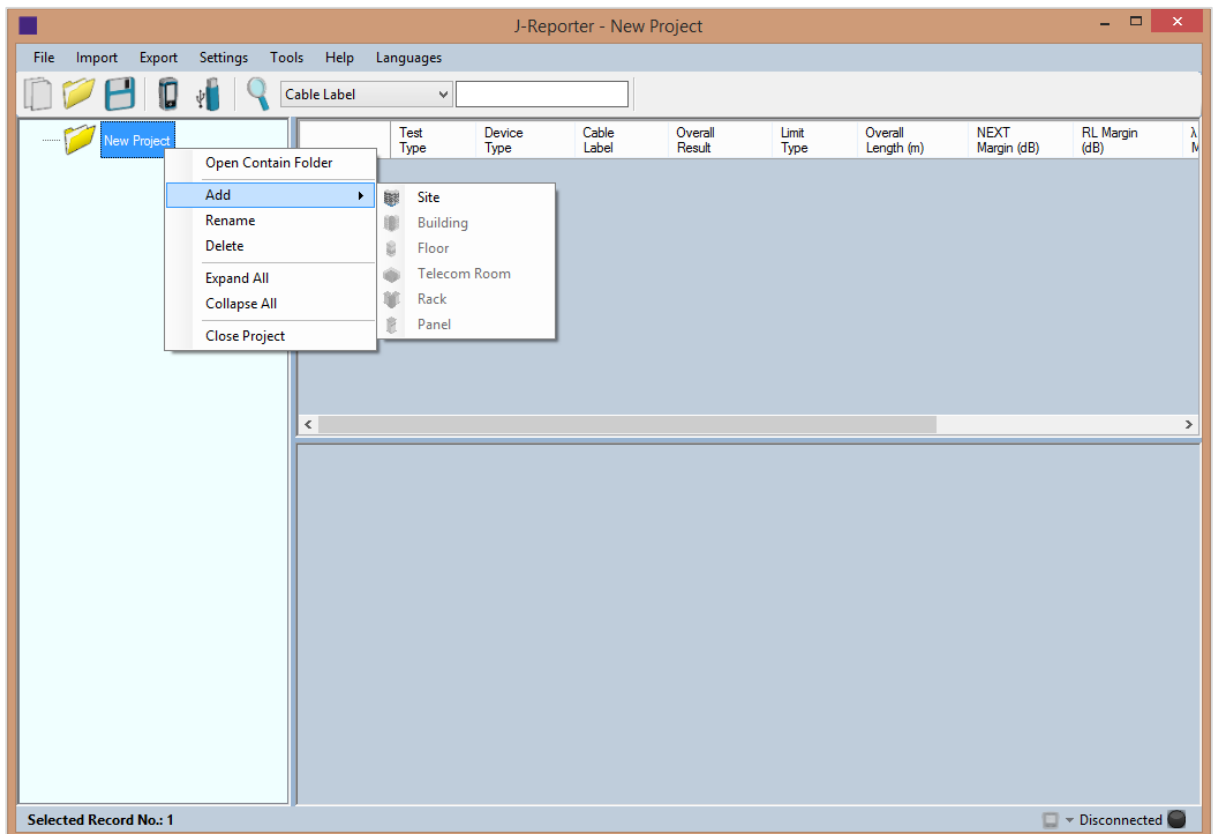 J-Reporter - New Project
File Import Export Settings Tools Help Languages
Cable Label
New Project
Test Type
Device Type
Cable Label
Overall Result
Limit Type
Overall Length (m)
NEXT Margin (dB)
RL Margin (dB)
λ
M
Open Contain Folder
Add
Rename
Delete
Expand All
Collapse All
Close Project
Site
Building
Floor
Telecom Room
Rack
Panel
Selected Record No.: 1
Disconnected